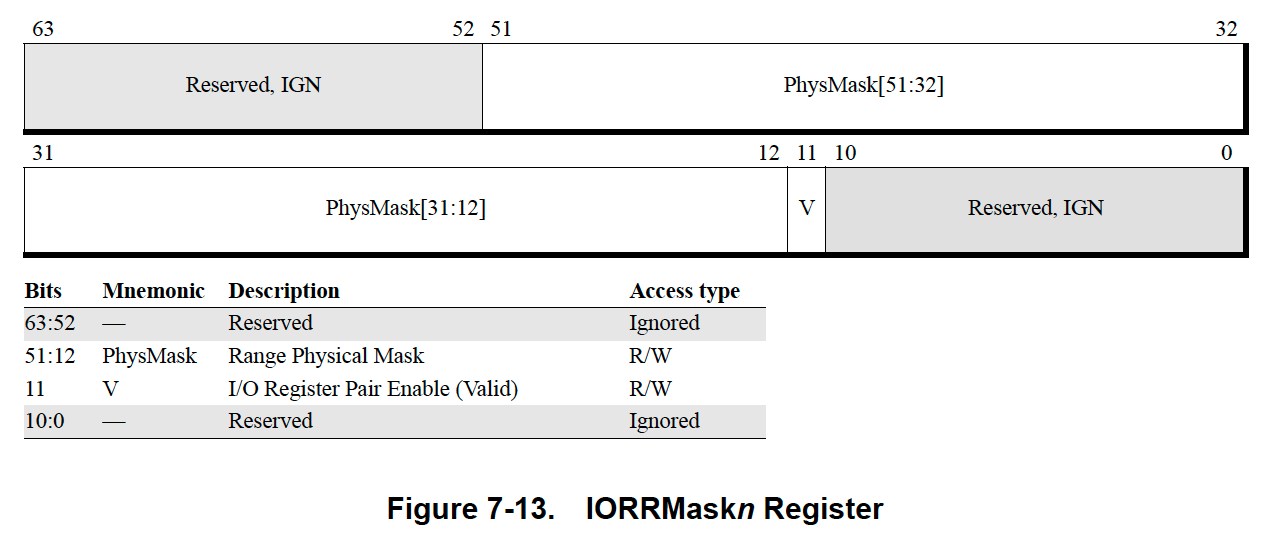 63 52 51 32
Reserved, IGN PhysMask[51:32]
31 12 11 10 0
PhysMask[31:12] V Reserved, IGN
Bits Mnemonic Description Access type
63:52 — Reserved Ignored
51:12 PhysMask Range Physical Mask R/W
11 V I/O Register Pair Enable (Valid) R/W
10:0 — Reserved Ignored
Figure 7-13. IORRMaskn Register